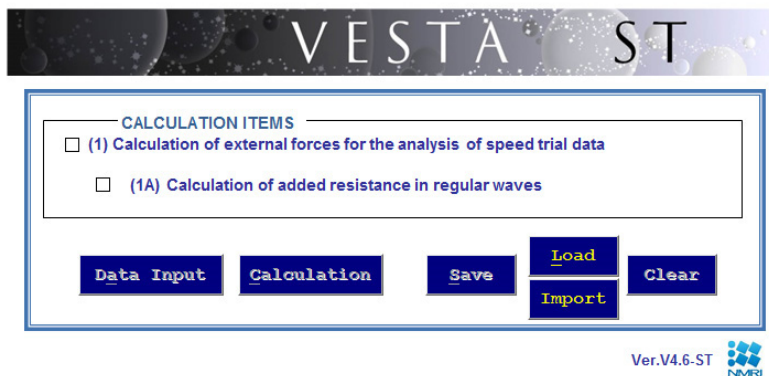 VESTA ST
CALCULATION ITEMS
(1) Calculation of external forces for the analysis of speed trial data
(1A) Calculation of added resistance in regular waves
Data Input
Calculation
Save
Load
Import
Clear
Ver.V4.6-ST
NMRI